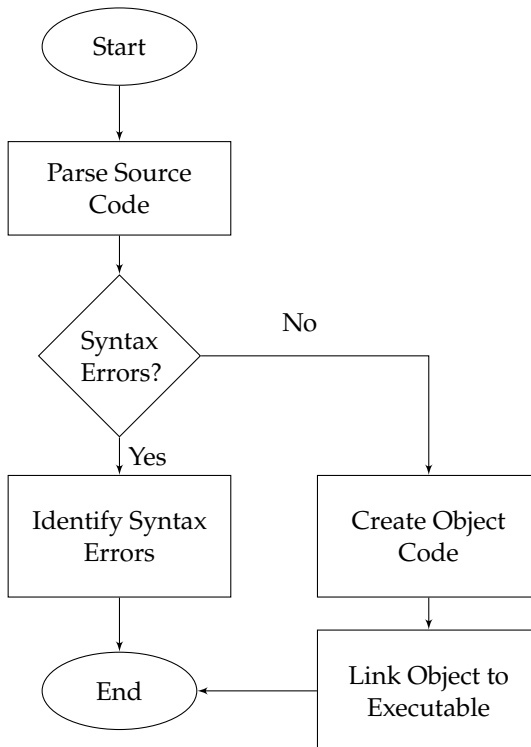 Start
Parse Source
Code
Syntax
Errors?
No
Yes
Identify Syntax
Errors
Create Object
Code
Link Object to
Executable
End